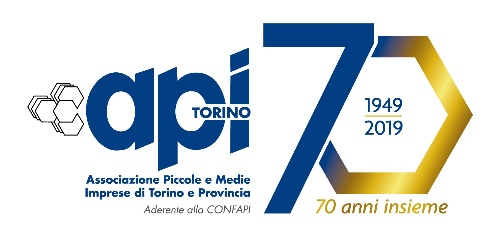 api
TORINO
Associazione Piccole e Medie
Imprese di Torino e Provincia
Aderente alla CONFAPI
70
1949
2019
70 anni insieme